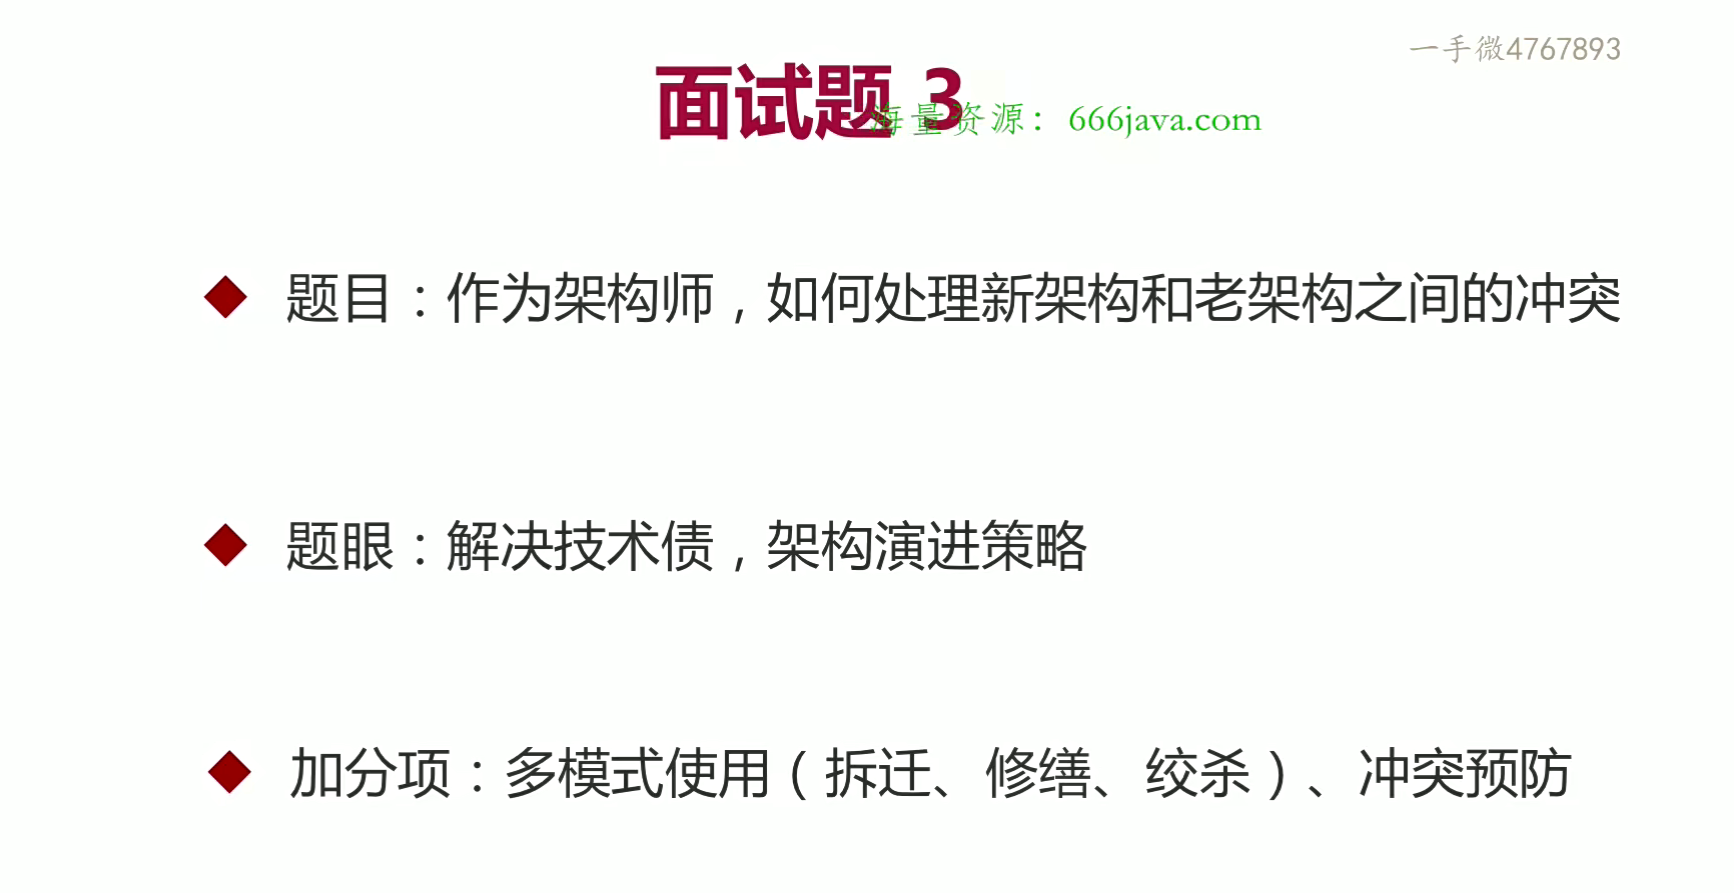 一手微4767893
面试题 3
海量资源：666java.com
题目：作为架构师，如何处理新架构和老架构之间的冲突
题眼：解决技术债，架构演进策略
加分项：多模式使用（拆迁、修缮、绞杀）、冲突预防